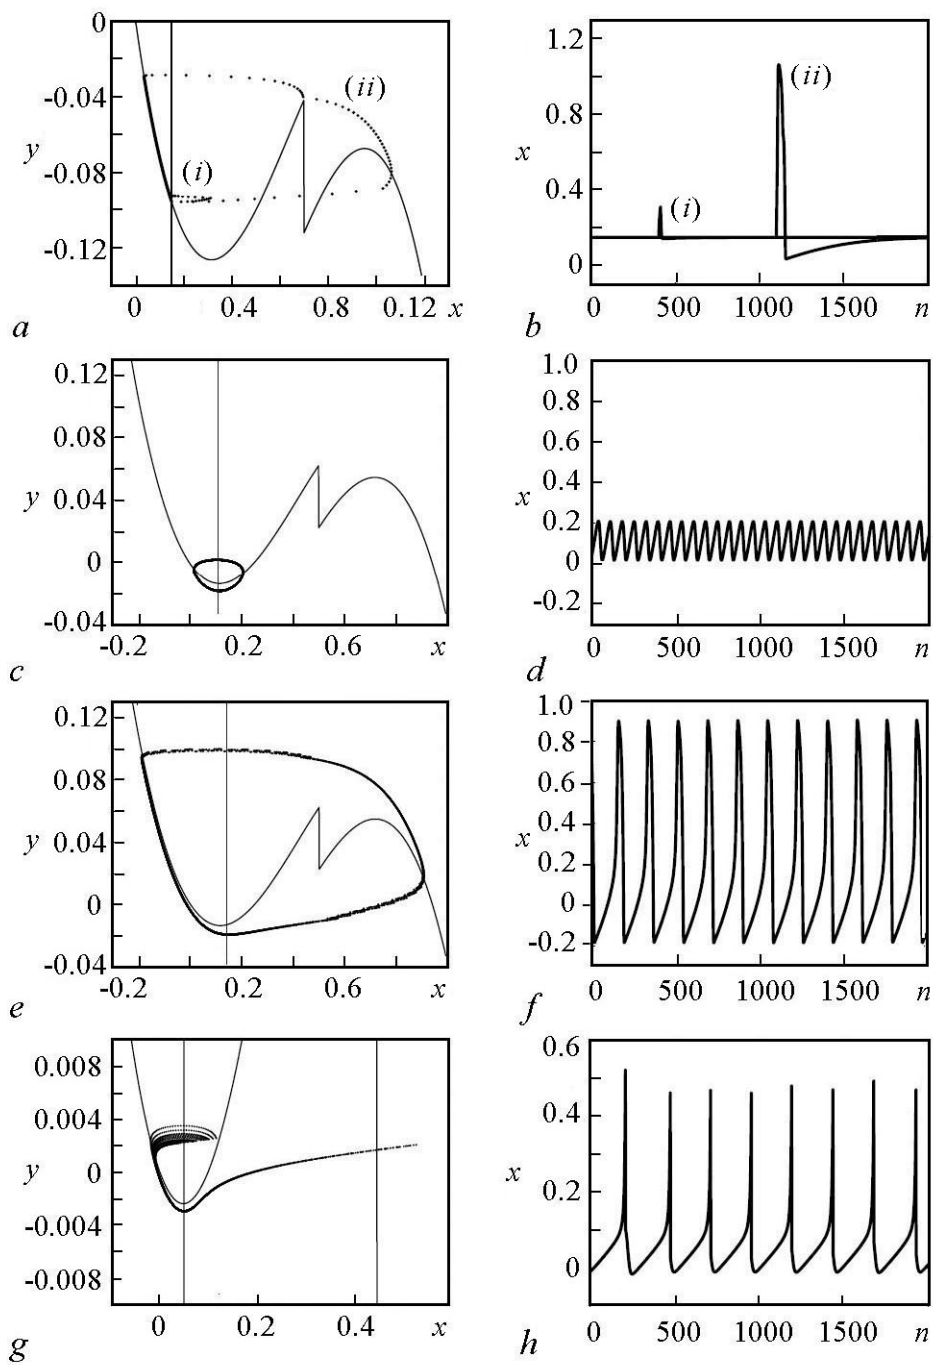 0
-0.04
y
-0.08
-0.12
(ii)
(i)
0 0.4 0.8 0.12 x
a
1.2
0.8
x
0.4
0
(ii)
(i)
0 500 1000 1500 n
b
0.12
0.08
y
0.04
0
-0.04
-0.2 0.2 0.6 x
c
1.0
0.8
0.6
0.4
x
0.2
0
-0.2
0 500 1000 1500 n
d
0.12
0.08
y
0.04
0
-0.04
-0.2 0.2 0.6 x
e
1.0
0.8
0.6
0.4
x
0.2
0
-0.2
0 500 1000 1500 n
f
0.008
0.004
y
0
-0.004
-0.008
0 0.2 0.4 x
g
0.6
0.4
x
0.2
0
0 500 1000 1500 n
h